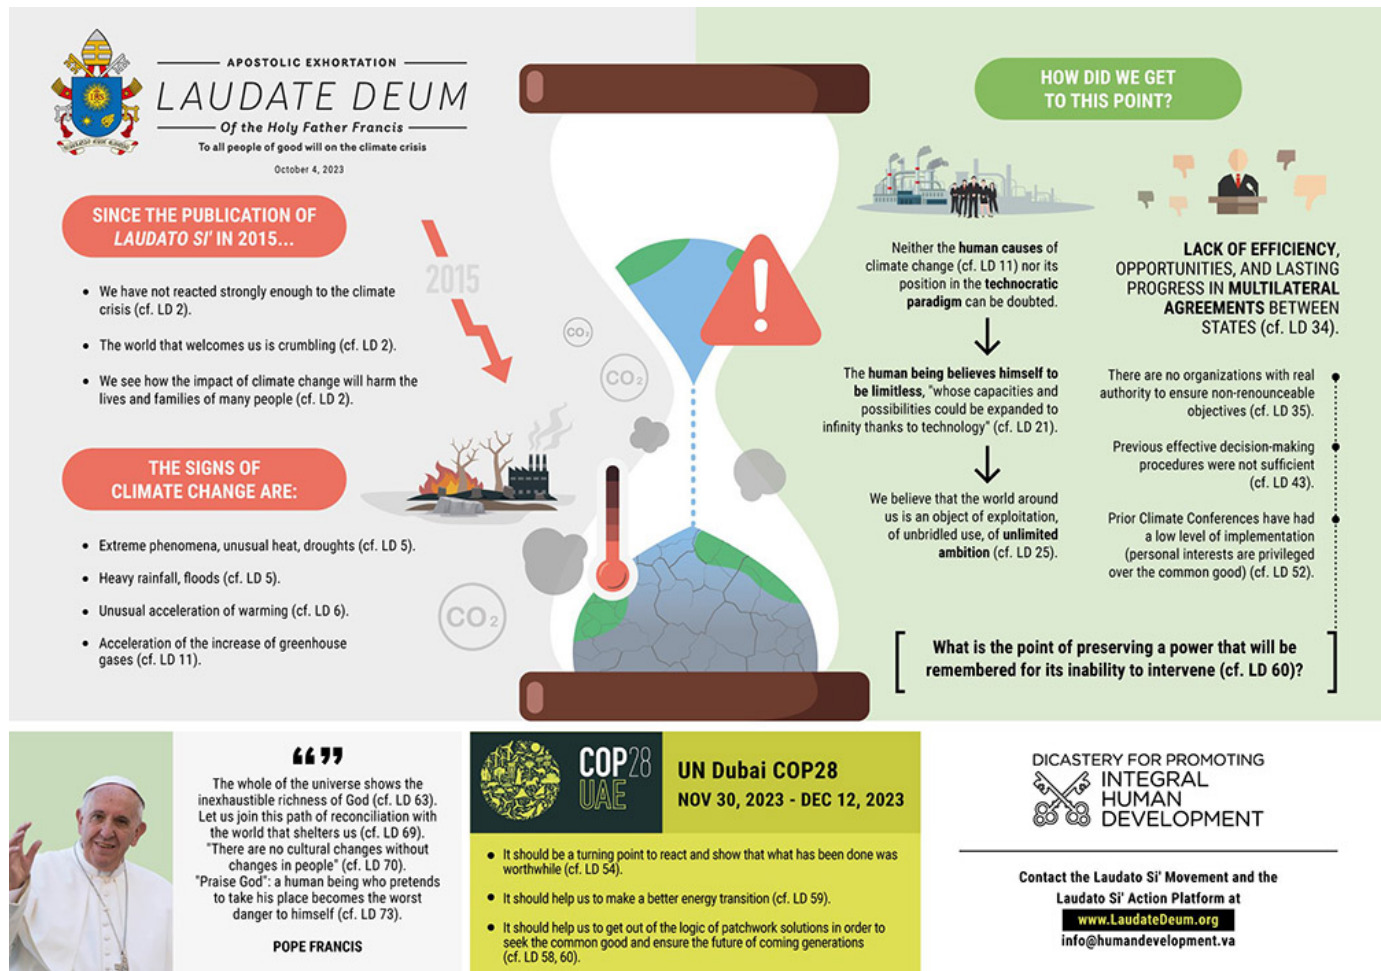 APOSTOLIC EXHORTATION
LAUDATE DEUM
Of the Holy Father Francis
To all people of good will on the climate crisis
October 4, 2023
SINCE THE PUBLICATION OF
LAUDATO SI' IN 2015...
2015
• We have not reacted strongly enough to the climate
crisis (cf. LD 2).
• The world that welcomes us is crumbling (cf. LD 2).
• We see how the impact of climate change will harm the
lives and families of many people (cf. LD 2).
THE SIGNS OF
CLIMATE CHANGE ARE:
• Extreme phenomena, unusual heat, droughts (cf. LD 5).
• Heavy rainfall, floods (cf. LD 5).
• Unusual acceleration of warming (cf. LD 6).
• Acceleration of the increase of greenhouse
gases (cf. LD 11).
CO₂
CO₂
CO₂
HOW DID WE GET
TO THIS POINT?
Neither the human causes of
climate change (cf. LD 11) nor its
position in the technocratic
paradigm can be doubted.
The human being believes himself to
be limitless, "whose capacities and
possibilities could be expanded to
infinity thanks to technology" (cf. LD 21).
We believe that the world around
us is an object of exploitation,
of unbridled use, of unlimited
ambition (cf. LD 25).
LACK OF EFFICIENCY,
OPPORTUNITIES, AND LASTING
PROGRESS IN MULTILATERAL
AGREEMENTS BETWEEN
STATES (cf. LD 34).
There are no organizations with real
authority to ensure non-renounceable
objectives (cf. LD 35).
Previous effective decision-making
procedures were not sufficient
(cf. LD 43).
Prior Climate Conferences have had
a low level of implementation
(personal interests are privileged
over the common good) (cf. LD 52).
What is the point of preserving a power that will be
remembered for its inability to intervene (cf. LD 60)?
The whole of the universe shows the
inexhaustible richness of God (cf. LD 63).
Let us join this path of reconciliation with
the world that shelters us (cf. LD 69).
"There are no cultural changes without
changes in people" (cf. LD 70).
"Praise God": a human being who pretends
to take his place becomes the worst
danger to himself (cf. LD 73).
POPE FRANCIS
COP28
UAE
UN Dubai COP28
NOV 30, 2023 - DEC 12, 2023
• It should be a turning point to react and show that what has been done was
worthwhile (cf. LD 54).
• It should help us to make a better energy transition (cf. LD 59).
• It should help us to get out of the logic of patchwork solutions in order to
seek the common good and ensure the future of coming generations
(cf. LD 58, 60).
DICASTERY FOR PROMOTING
INTEGRAL
HUMAN
DEVELOPMENT
Contact the Laudato Si' Movement and the
Laudato Si' Action Platform at
www.LaudateDeum.org
info@humandevelopment.va